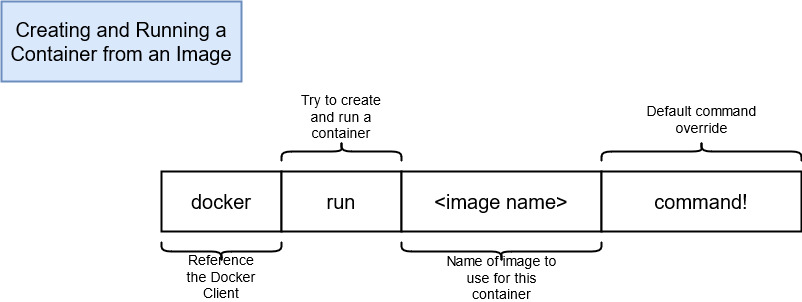 Creating and Running a
Container from an Image
Try to create
and run a
container
Default command
override
docker
run
<image name>
command!
Reference
the Docker
Client
Name of image to
use for this
container